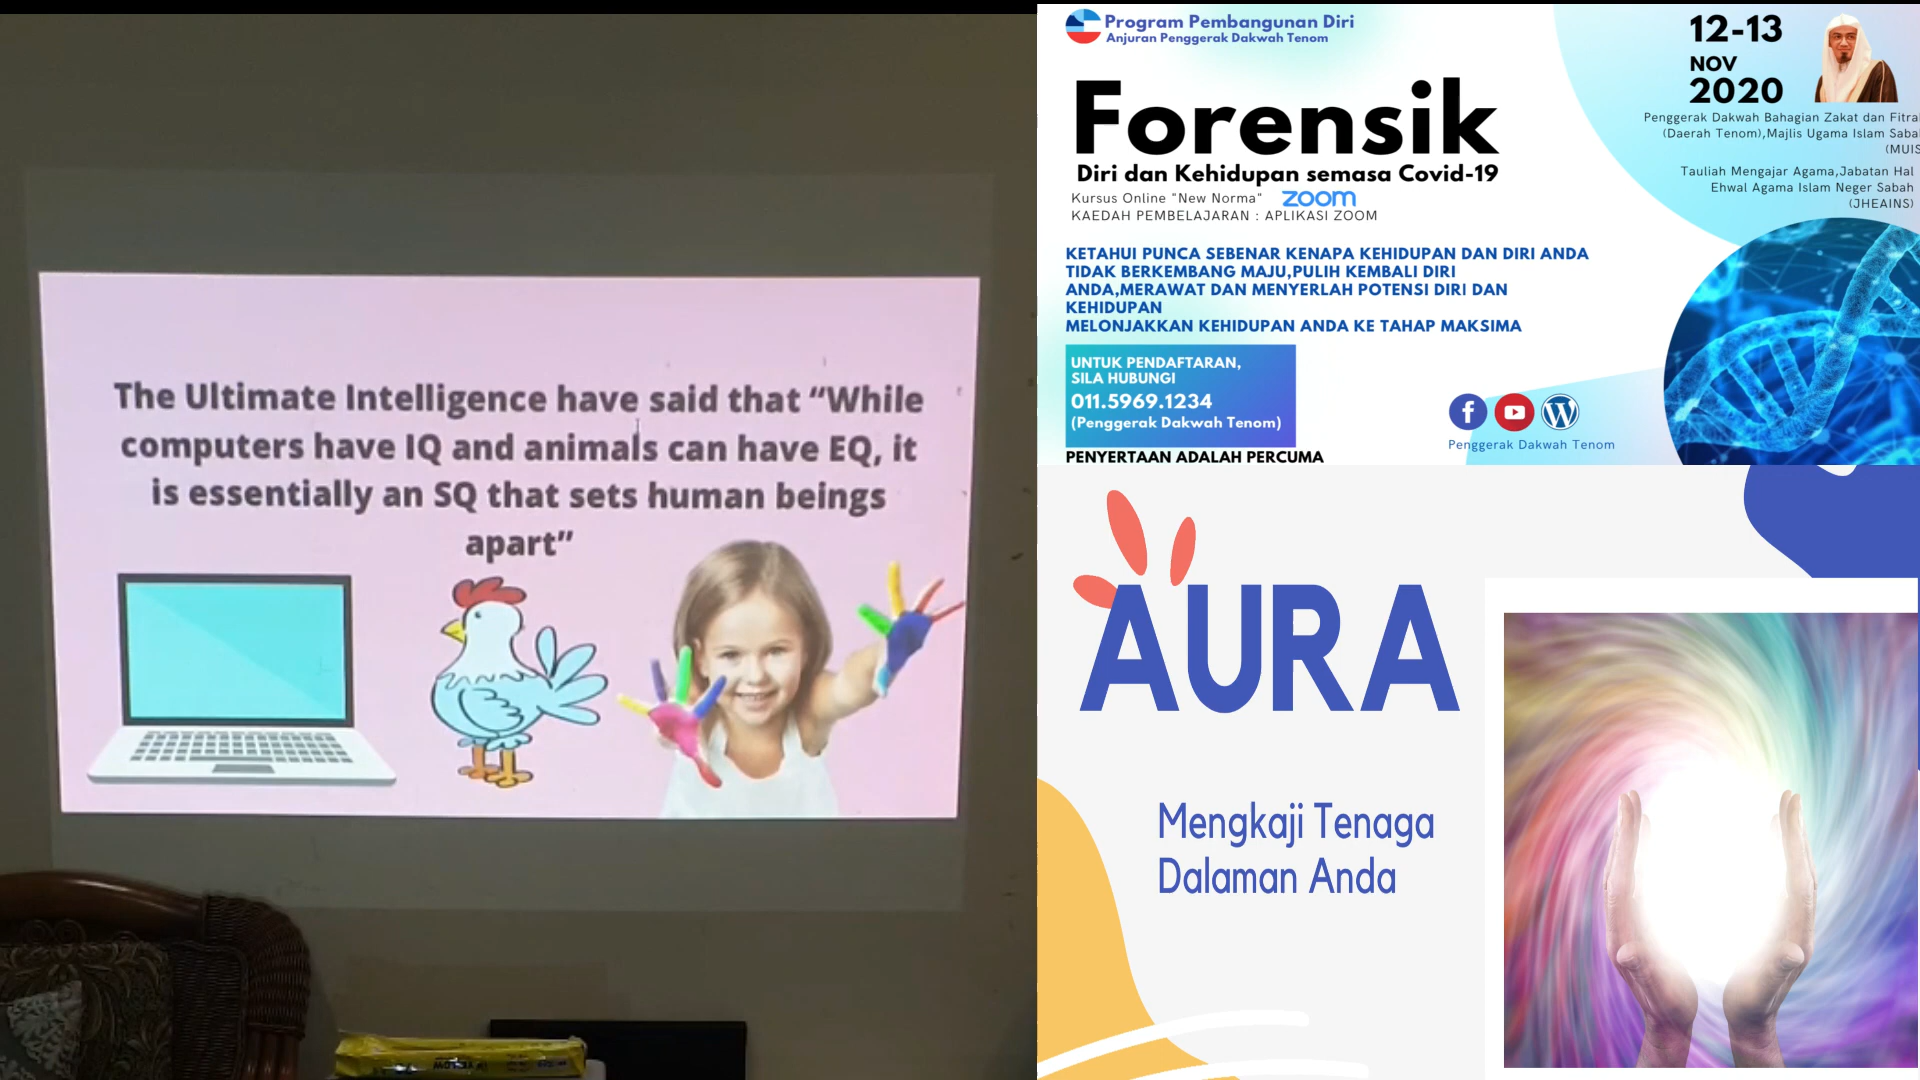 The Ultimate Intelligence have said that “While
computers have IQ and animals can have EQ, it
is essentially an SQ that sets human beings
apart”
Program Pembangunan Diri
Anjuran Penggerak Dakwah Tenom
Forensik
Diri dan Kehidupan semasa Covid-19
Kursus Online "New Norma" zoom
KAEDAH PEMBELAJARAN : APLIKASI ZOOM
KETAHUI PUNCA SEBENAR KENAPA KEHIDUPAN DAN DIRI ANDA
TIDAK BERKEMBANG MAJU,PULIH KEMBALI DIRI
ANDA,MERAWAT DAN MENYERLAH POTENSI DIRI DAN
KEHIDUPAN
MELONJAKKAN KEHIDUPAN ANDA KE TAHAP MAKSIMA
UNTUK PENDAFTARAN,
SILA HUBUNGI
011.5969.1234
(Penggerak Dakwah Tenom)
PENYERTAAN ADALAH PERCUMA
12-13
NOV
2020
Penggerak Dakwah Bahagian Zakat dan Fitra
(Daerah Tenom),Majlis Ugama Islam Saba
(MUIS
Tauliah Mengajar Agama,Jabatan Hal
Ehwal Agama Islam Neger Sabah
(JHEAINS)
Penggerak Dakwah Tenom
AURA
Mengkaji Tenaga
Dalaman Anda